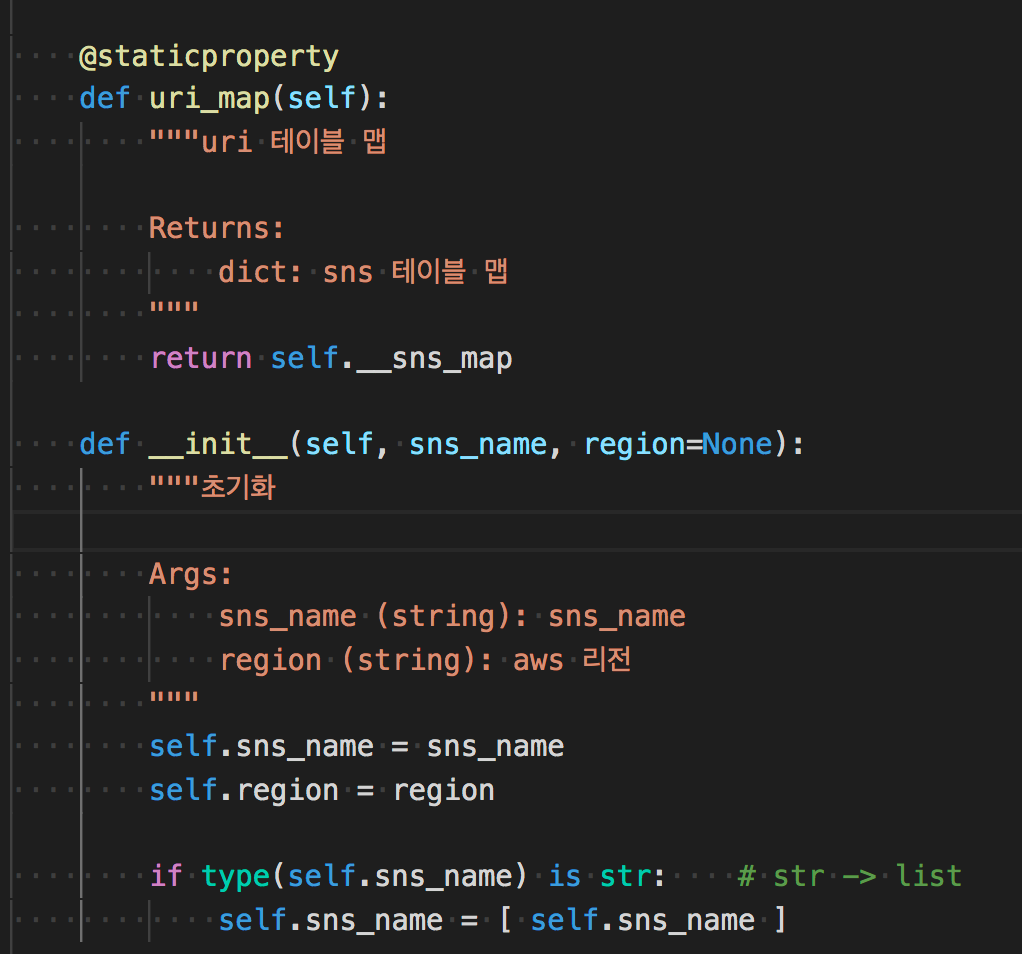 @staticproperty
def uri_map(self):
"""uri 테이블 맵
Returns:
dict: sns 테이블 맵
"""
return self.__sns_map
def __init__(self, sns_name, region=None):
"""초기화
Args:
sns_name (string): sns_name
region (string): aws 리전
"""
self.sns_name = sns_name
self.region = region
if type(self.sns_name) is str:    # str -> list
self.sns_name = [ self.sns_name ]